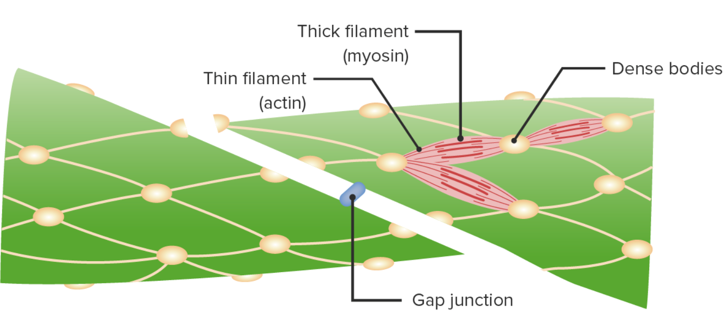 Thick filament
(myosin)
Thin filament
(actin)
Dense bodies
Gap junction